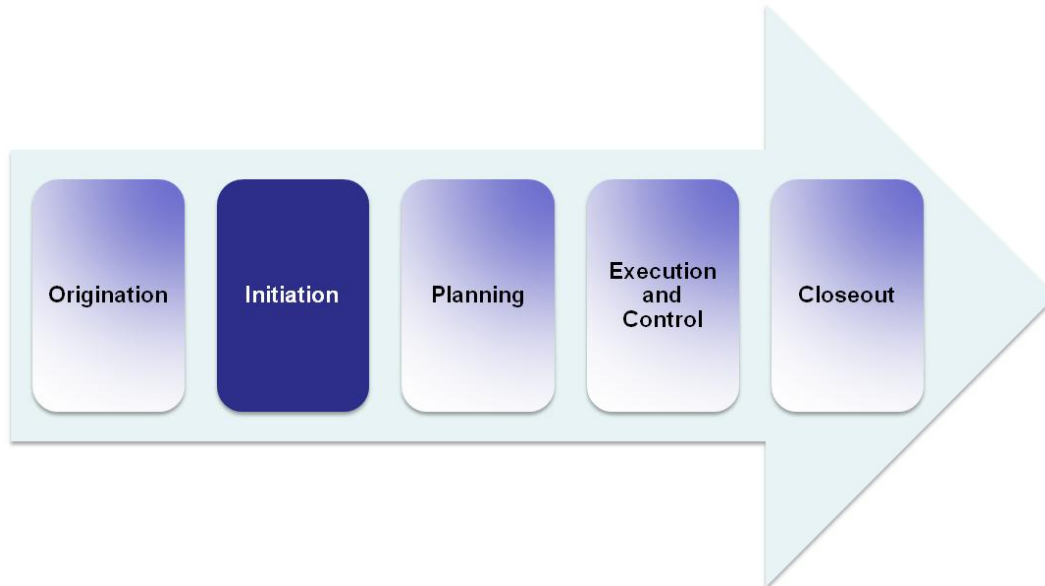 Origination
Initiation
Planning
Execution
and
Control
Closeout